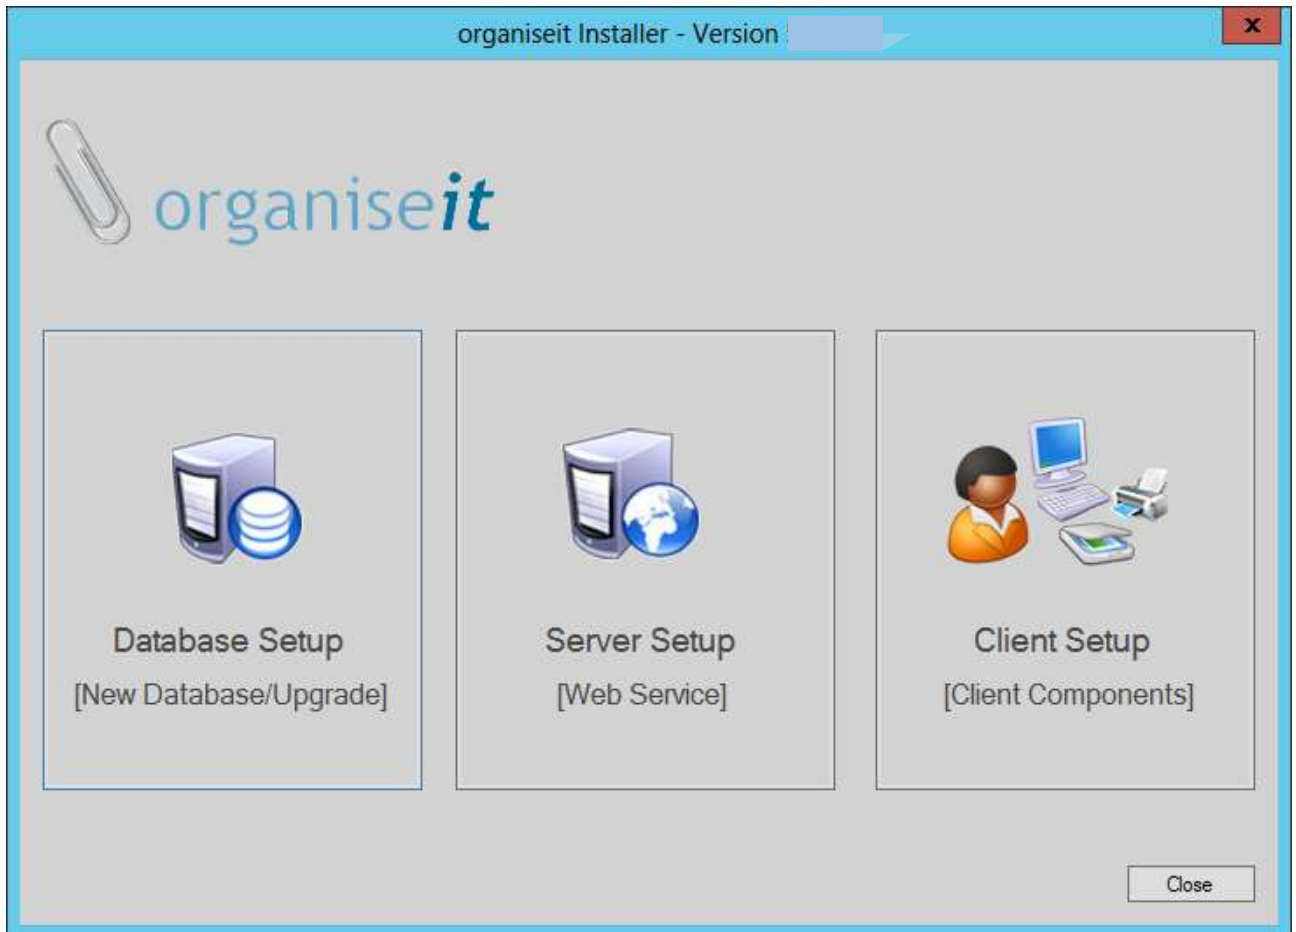 organiseit Installer - Version
x
organiseit
Database Setup
[New Database/Upgrade]
Server Setup
[Web Service]
Client Setup
[Client Components]
Close